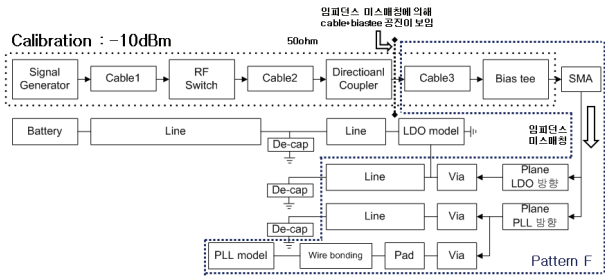 임피던스 미스매칭에 의해
cable+biastee 공진이 보임
Calibration : -10dBm
50ohm
Signal
Generator
Cable1
RF
Switch
Cable2
Directioanl
Coupler
Cable3
Bias tee
SMA
Battery
Line
De-cap
Line
LDO model
임피던스
미스매칭
De-cap
Line
Via
Plane
LDO 방향
De-cap
Line
Via
Plane
PLL 방향
PLL model
Wire bonding
Pad
Via
Pattern F